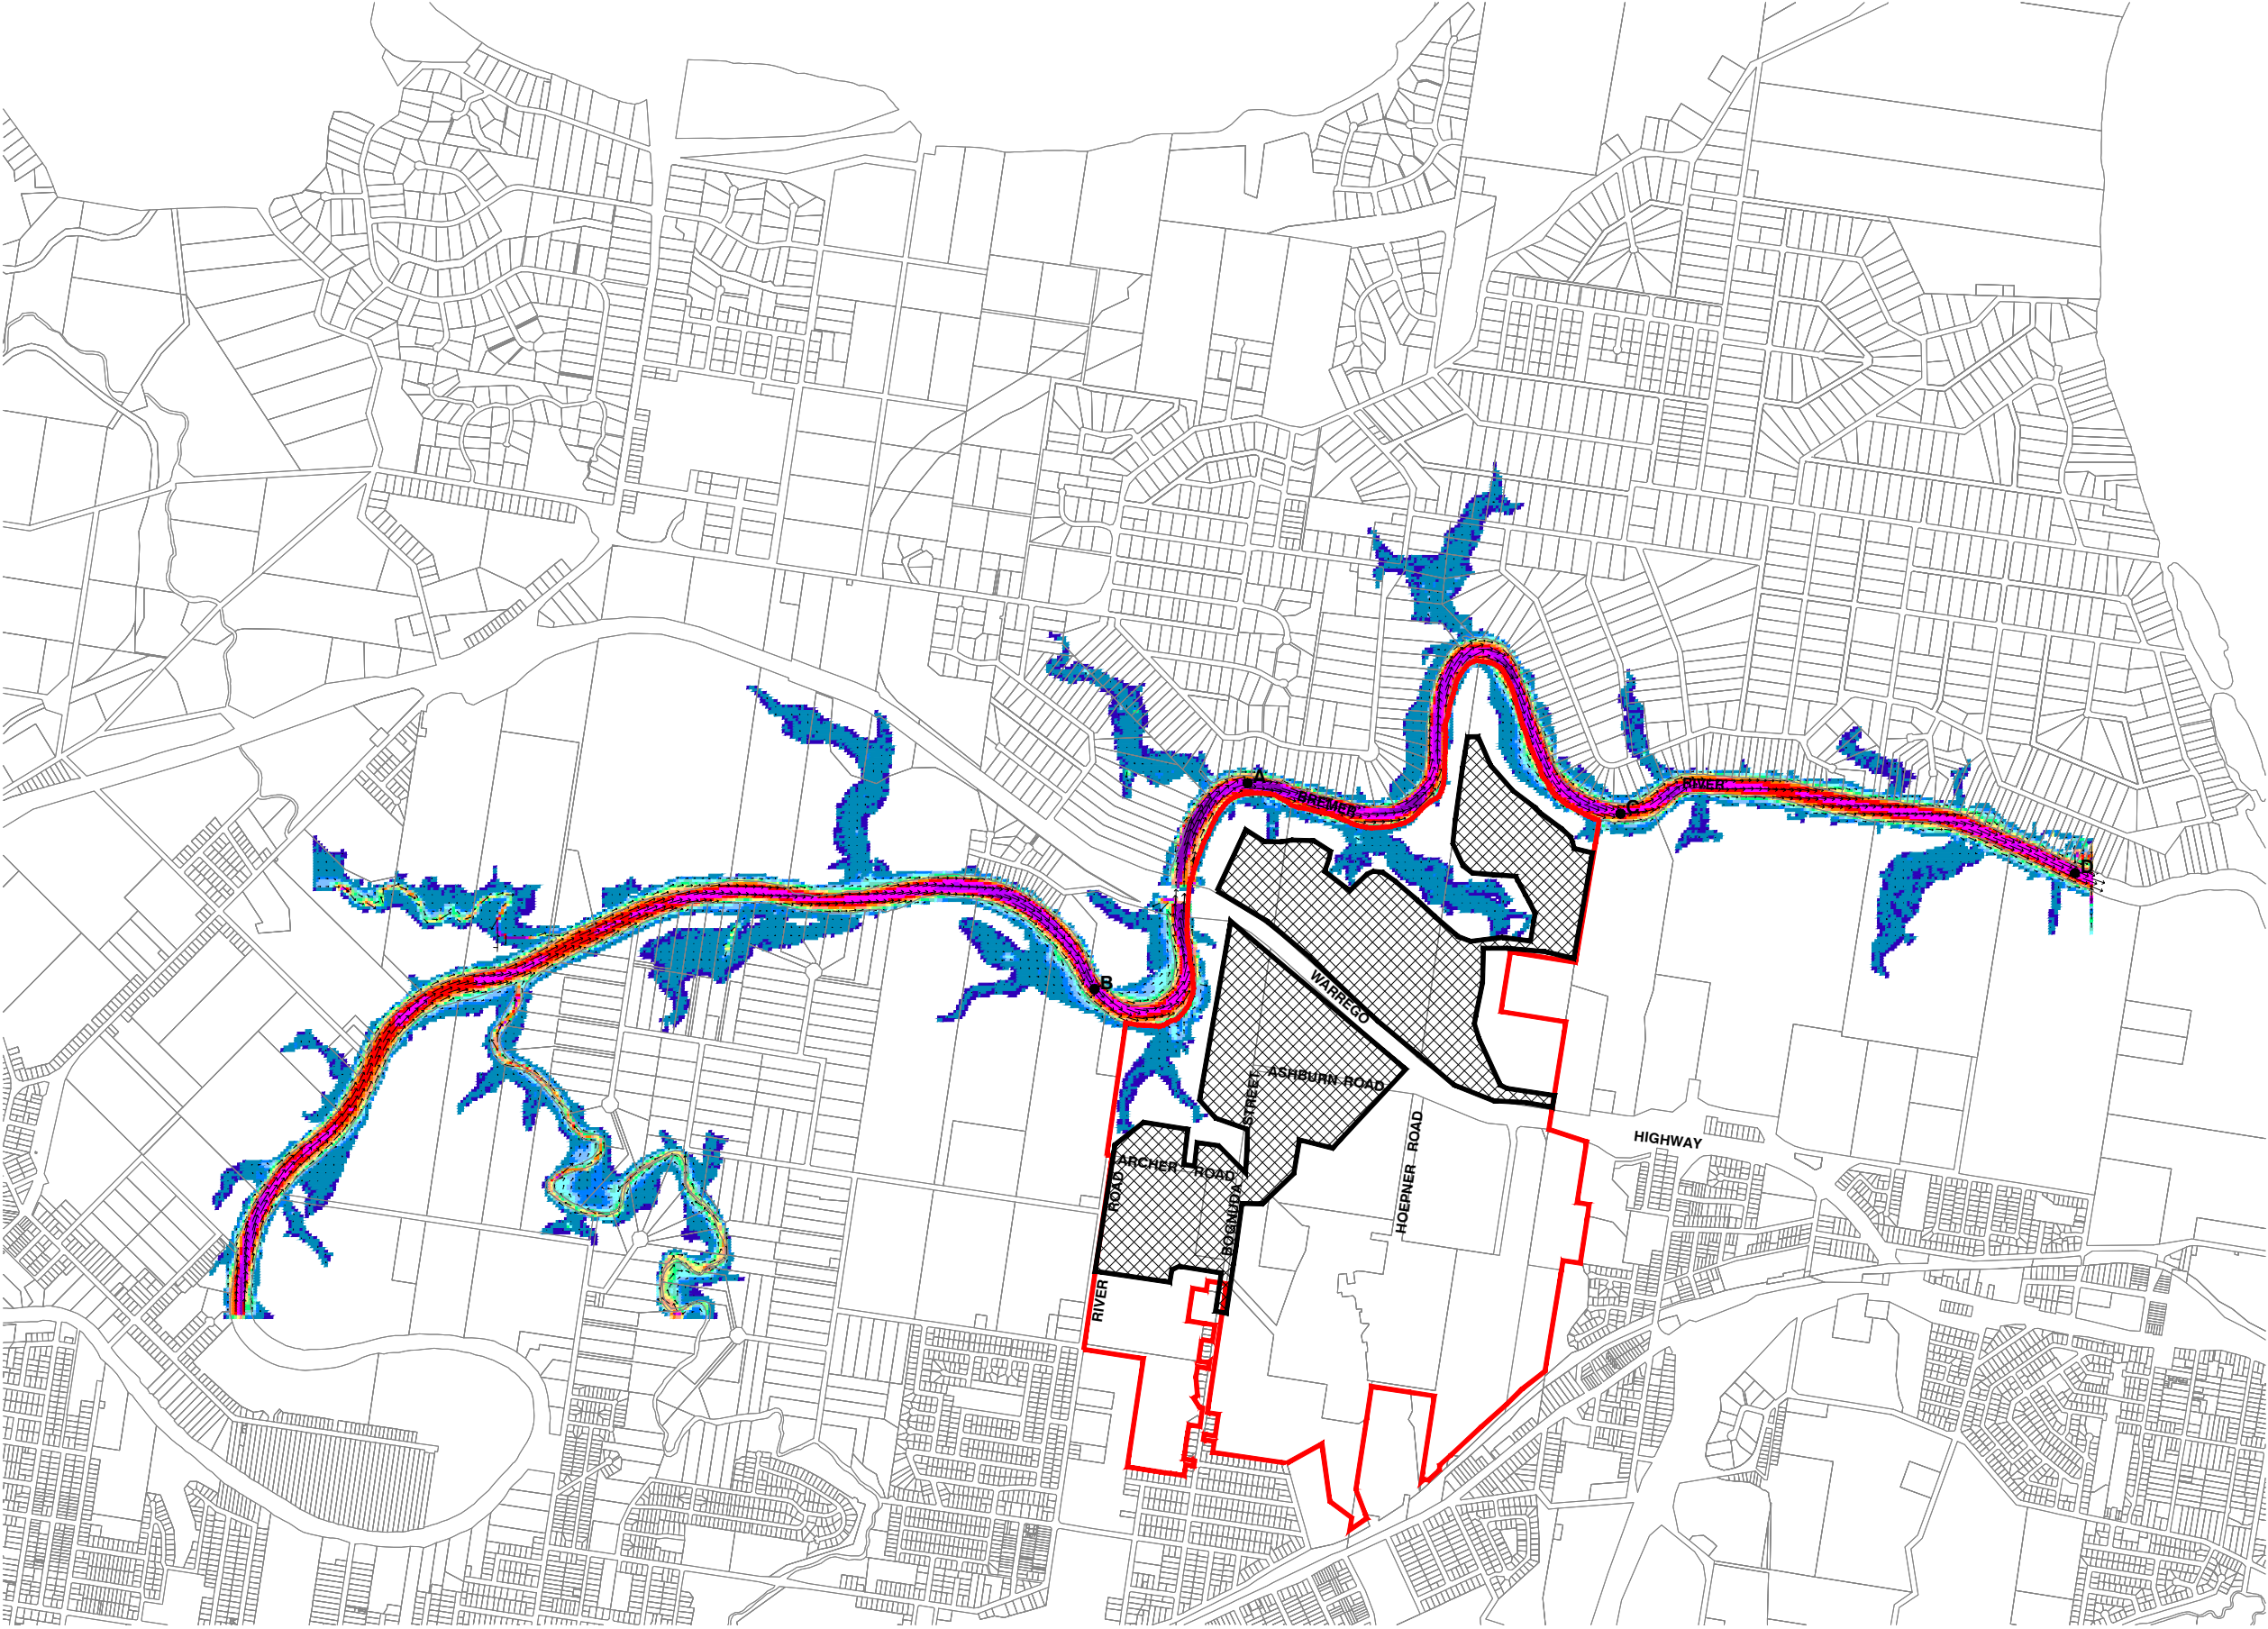 A
BREMER
RIVER
C
D
B
WARREGO
ASHBURN ROAD
STREET
HIGHWAY
ARCHER ROAD
HOEPNER ROAD
ROAD
BOGNUDA
RIVER